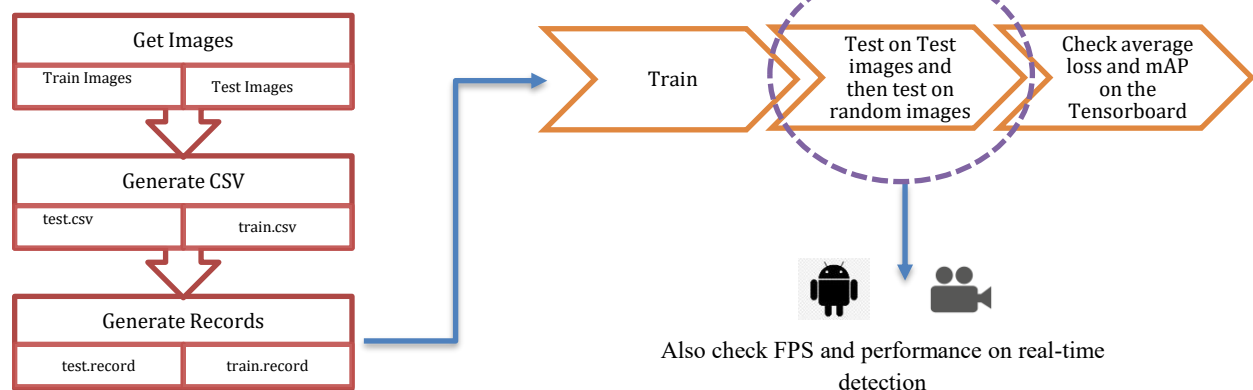 Get Images
Train Images
Test Images
Generate CSV
test.csv
train.csv
Generate Records
test.record
train.record
Train
Test on Test
images and
then test on
random images
Check average
loss and mAP
on the
Tensorboard
Also check FPS and performance on real-time
detection